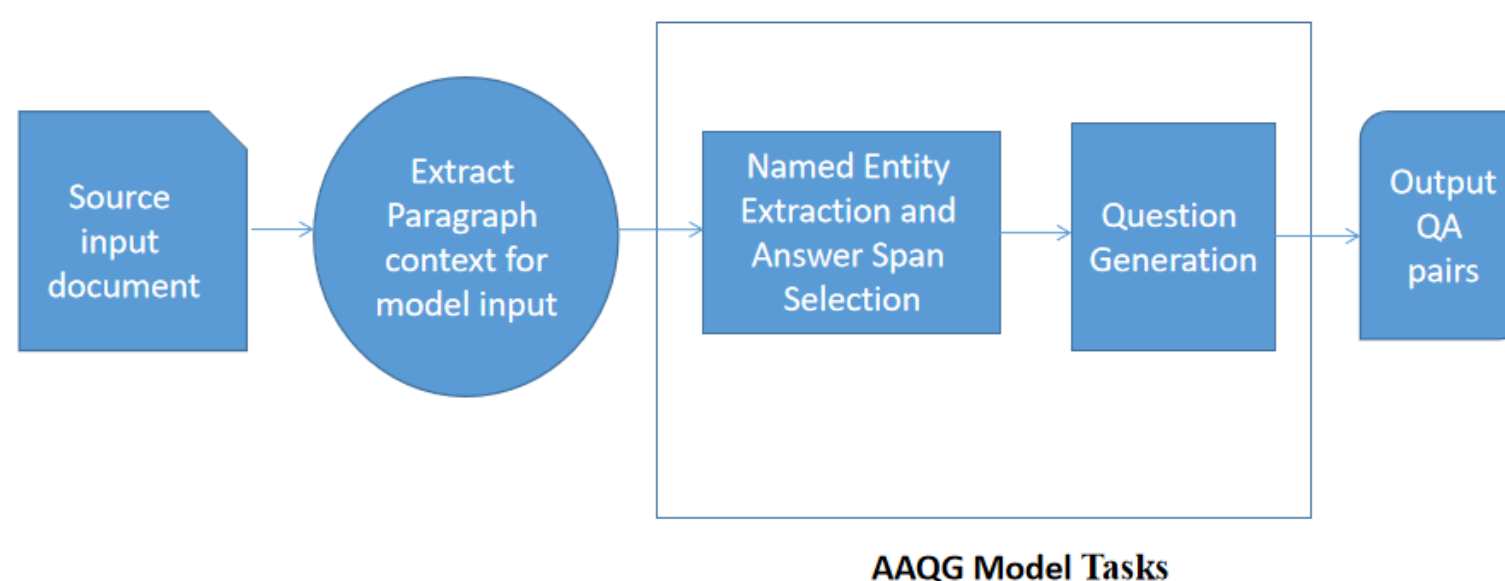 Source
input
document
Extract
Paragraph
context for
model input
Named Entity
Extraction and
Answer Span
Selection
Question
Generation
Output
QA
pairs
AAQG Model Tasks